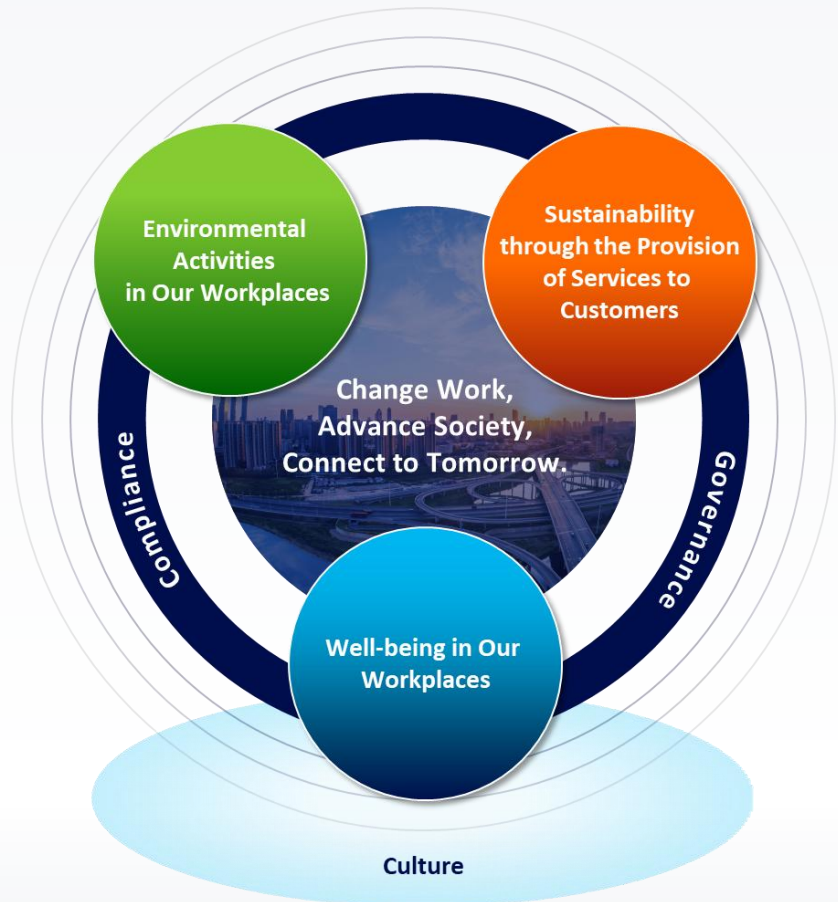 Environmental
Activities
in Our Workplaces
Sustainability
through the Provision
of Services to
Customers
Change Work,
Advance Society,
Connect to Tomorrow.
Compliance
Governance
Well-being in Our
Workplaces
Culture